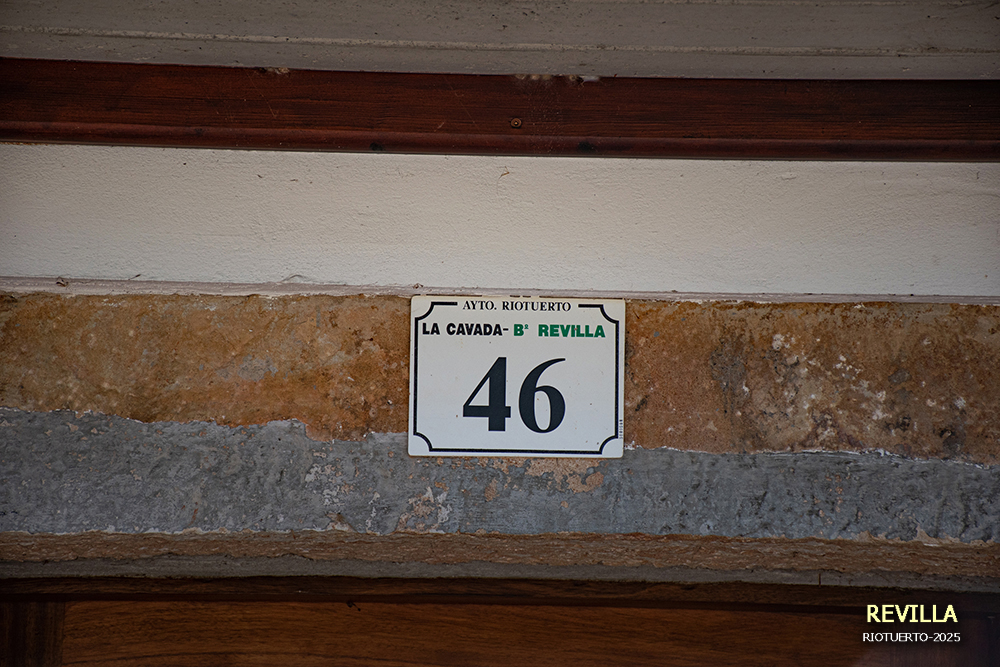 AYTO. RIOTUERTO
LA CAVADA- Bº REVILLA
46
REVILLA
RIOTUERTO-2025